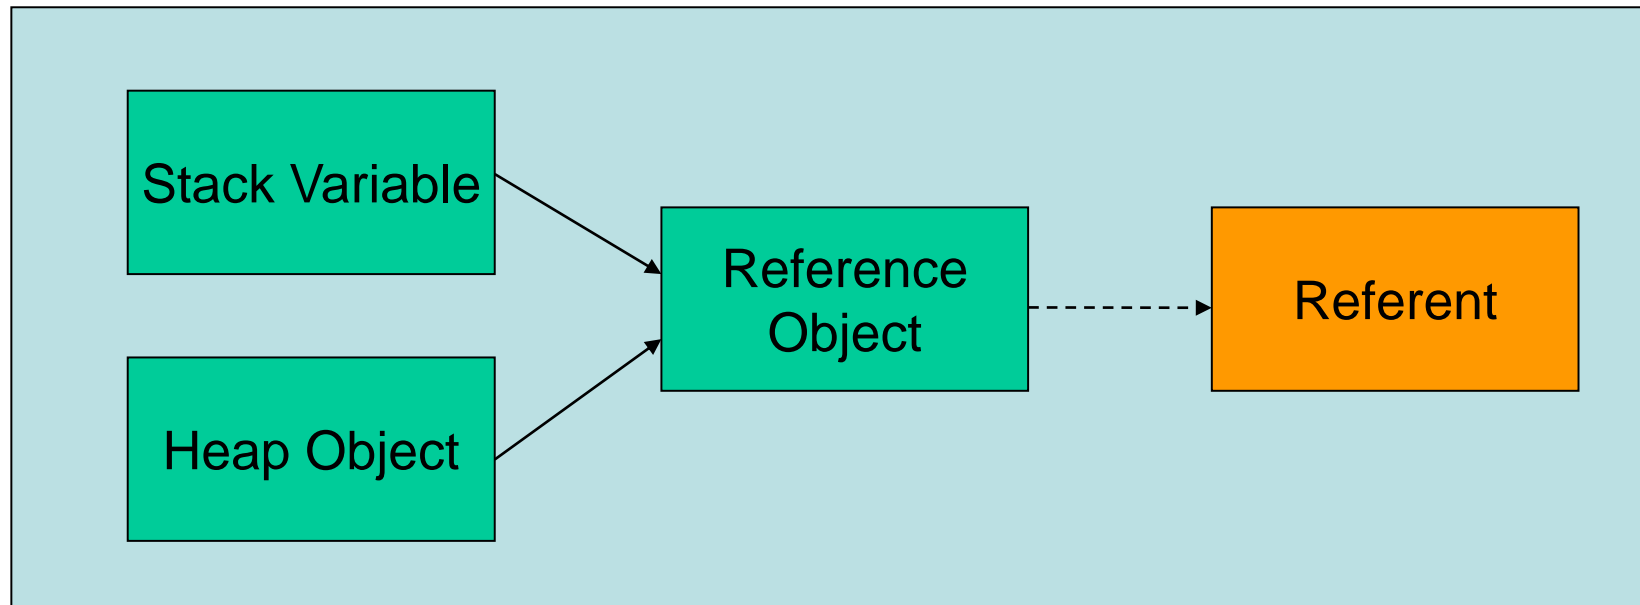 Stack Variable
Reference
Object
Referent
Heap Object